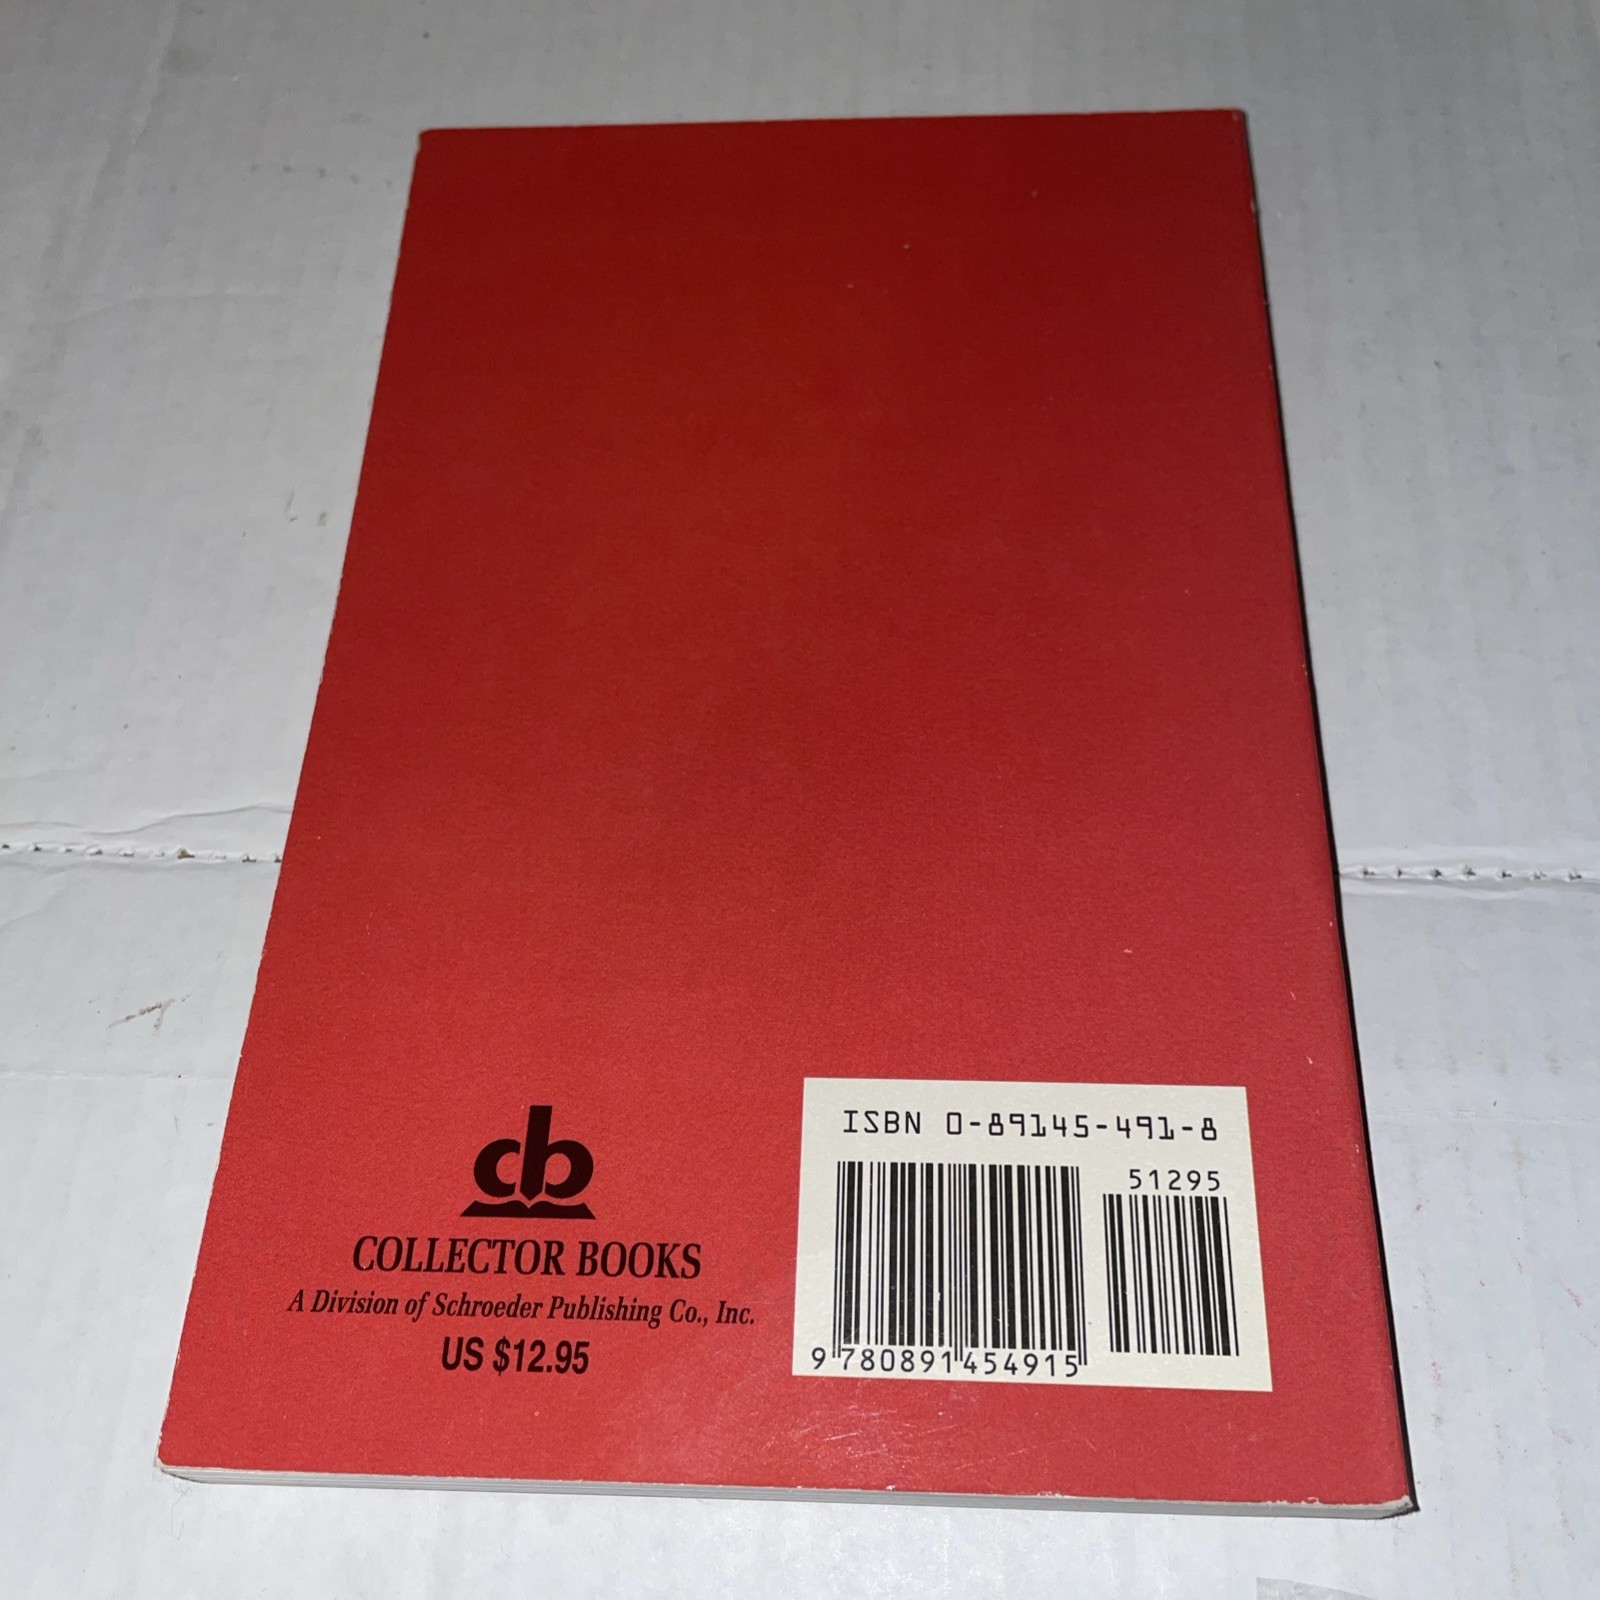 cb
COLLECTOR BOOKS
A Division of Schroeder Publishing Co., Inc.
US $12.95
ISBN 0-89145-491-8
51295
9 780891 454915